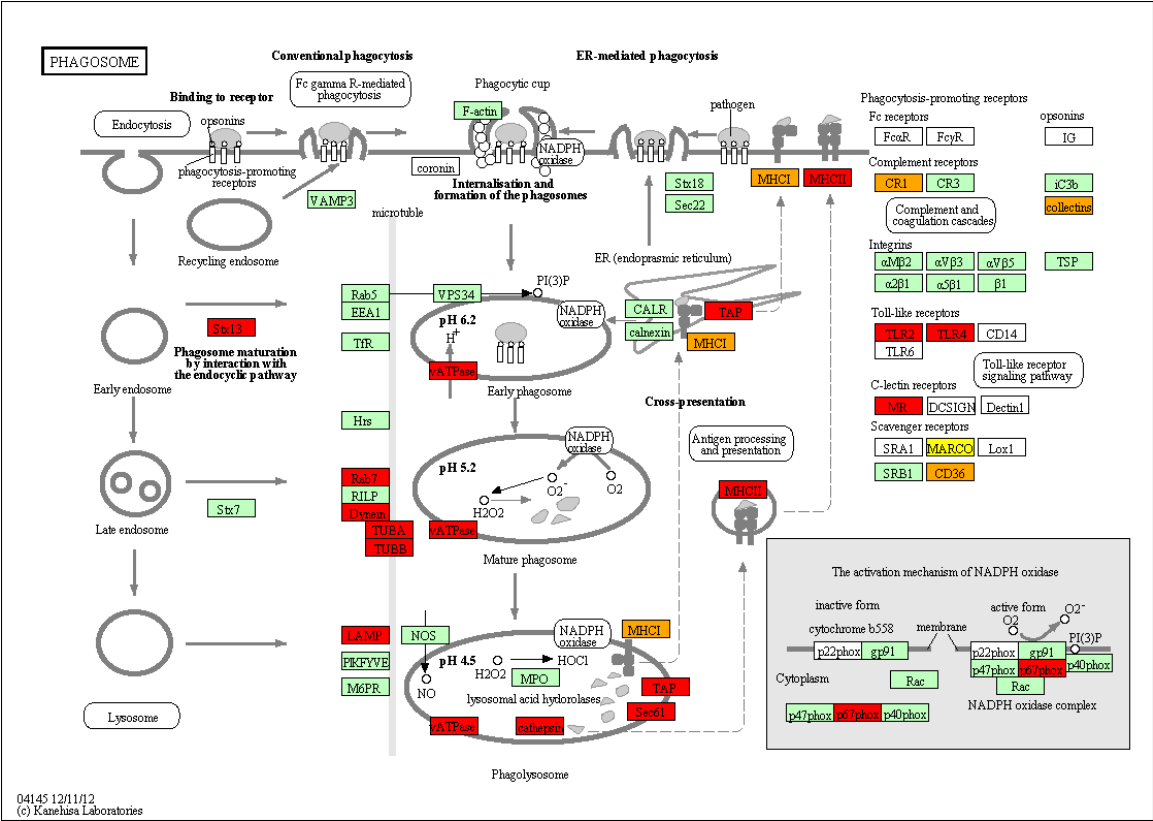 PHAGOSOME
Conventional phagocytosis
ER-mediated phagocytosis
Fc gamma R-mediated
phagocytosis
Phagocytic cup
Binding to receptor
Endocytosis
opsonins
F-actin
pathogen
NADPH
oxidase
coronin
phagocytosis-promoting
receptors
VAMP3
Internalisation and
formation of the phagosomes
Stx18
Sec22
MHCI
MHCII
microtuble
Recycling endosome
ER (endoprasmic reticulum)
Rab5
EEA1
TfR
VPS34
PI(3)P
NADPH
oxidase
pH 6.2
H+
vATPase
CALR
calnexin
TAP
MHCI
Stx13
Phagosome maturation
by interaction with
the endocyclic pathway
Early endosome
Early phagosome
Cross-presentation
Hrs
NADPH
oxidase
Antigen processing
and presentation
pH 5.2
O2-
O2
H2O2
Rab7
RILP
Dynein
TUBA
TUBB
vATPase
MHCII
Stx7
Late endosome
Mature phagosome
LAMP
PIKFYVE
M6PR
NOS
NO
NADPH
oxidase
MHCI
pH 4.5
H2O2
HOCl
MPO
lysosomal acid hydorolases
TAP
Sec61
vATPase
cathepsin
Lysosome
Phagolysosome
Phagocytosis-promoting receptors
Fc receptors
opsonins
FcαR
FcγR
IG
Complement receptors
CR1
CR3
iC3b
collectins
Complement and
coagulation cascades
Integrins
αMβ2
αVβ3
αVβ5
TSP
α2β1
α5β1
β1
Toll-like receptors
TLR2
TLR4
CD14
TLR6
Toll-like receptor
signaling pathway
C-lectin receptors
MR
DCSIGN
Dectin1
Scavenger receptors
SRA1
MARCO
Lox1
SRB1
CD36
The activation mechanism of NADPH oxidase
inactive form
active form
O2
O2-
cytochrome b558
membrane
PI(3)P
p22phox
gp91
p22phox
gp91
p47phox
p67phox
p40phox
Cytoplasm
Rac
Rac
NADPH oxidase complex
p47phox
p67phox
p40phox
04145 12/11/12
(c) Kanehisa Laboratories